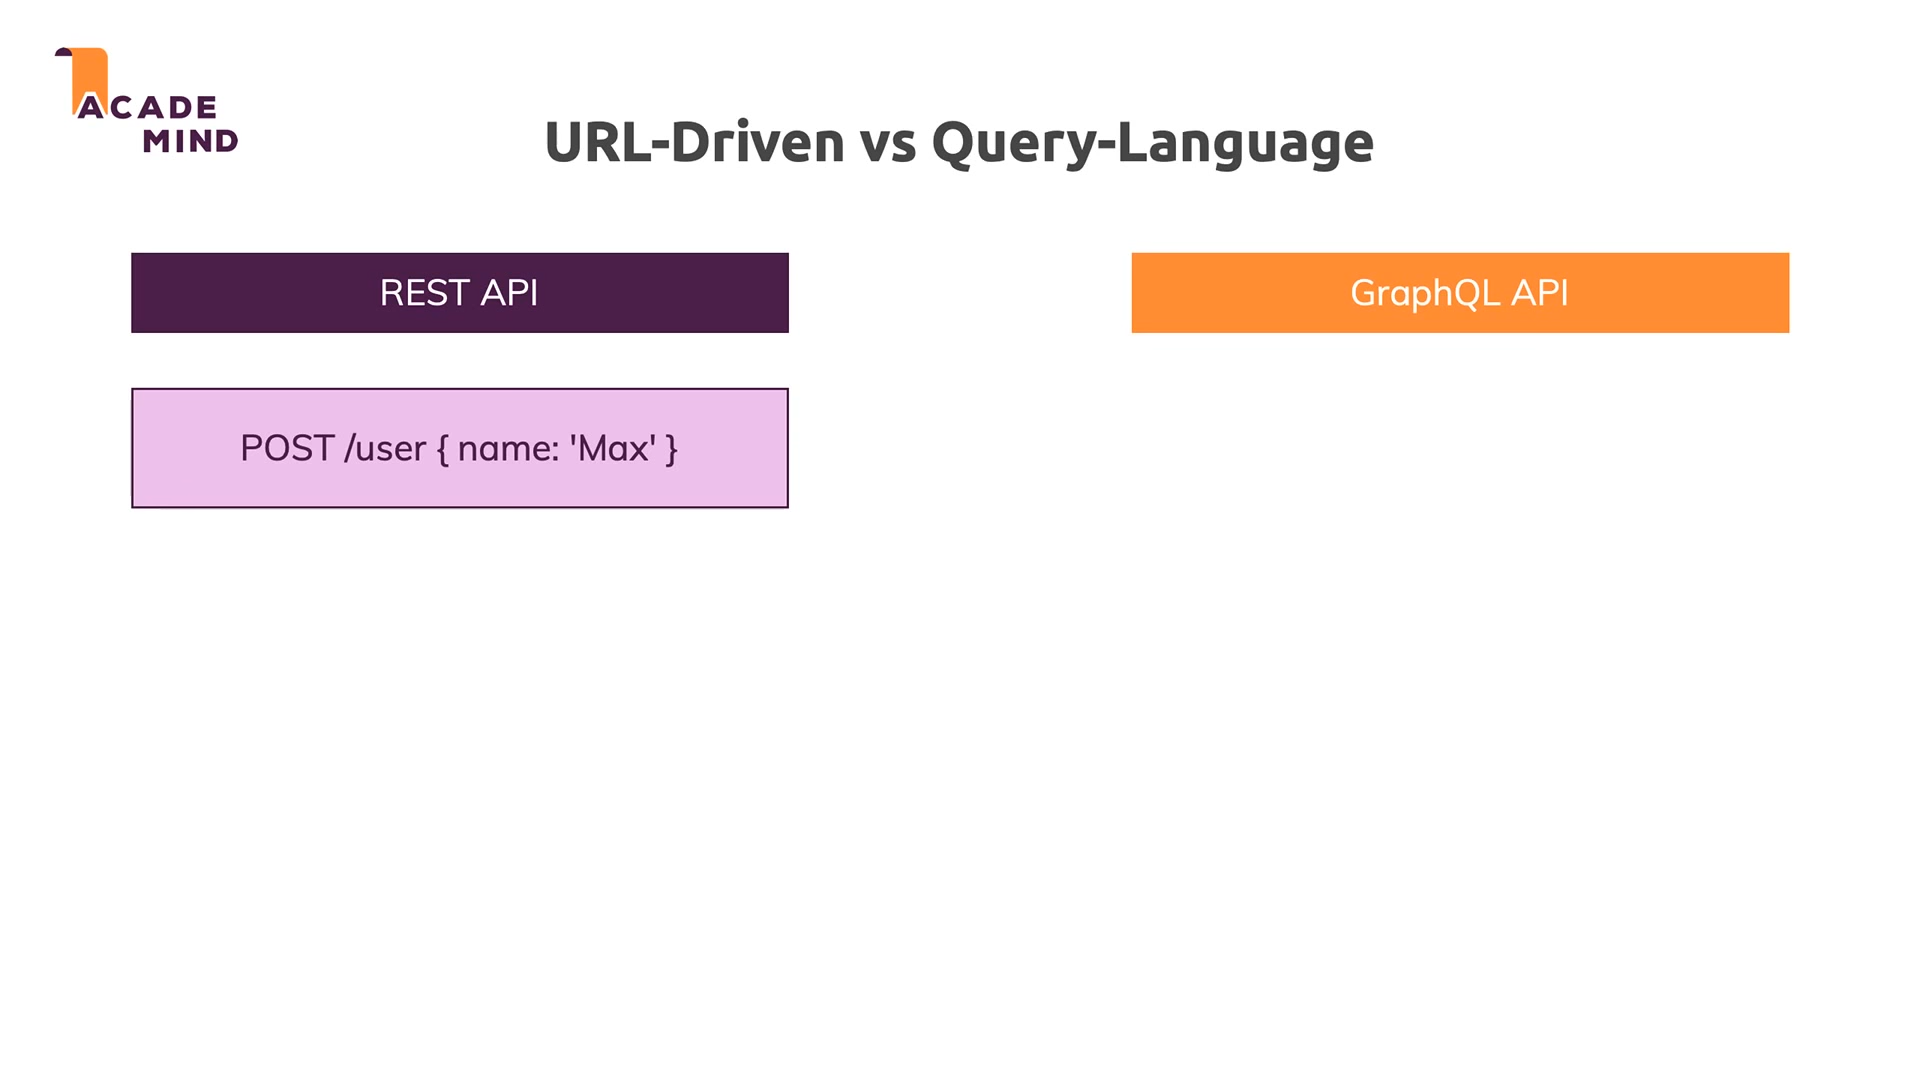 ACADE
MIND
URL-Driven vs Query-Language
REST API
GraphQL API
POST /user { name: 'Max' }